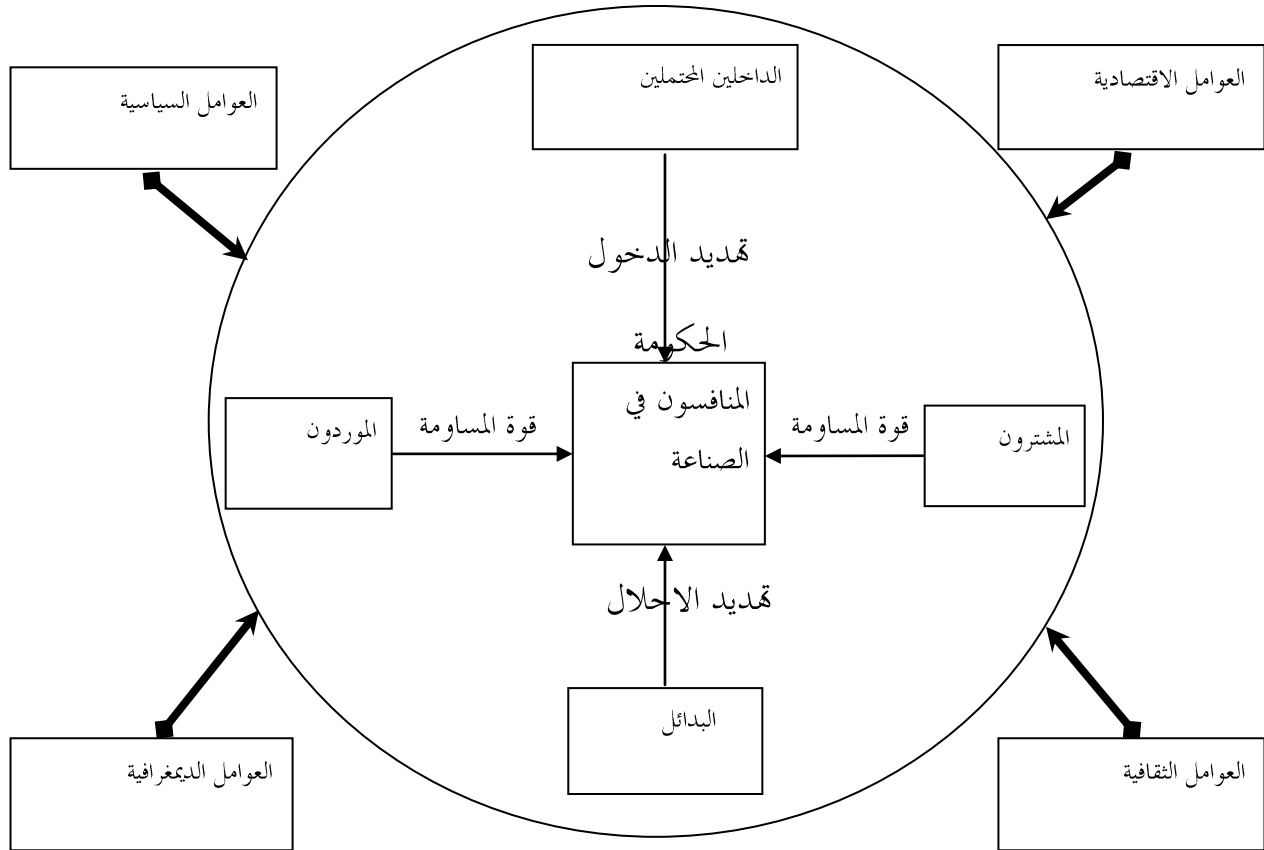 الداخلين المحتملين
العوامل الاقتصادية
العوامل السياسية
تهديد الدخول
الحكومة
المنافسون في
الصناعة
المشترون
قوة المساومة
قوة المساومة
الموردون
تهديد الاحلال
البدائل
العوامل الثقافية
العوامل الديمغرافية